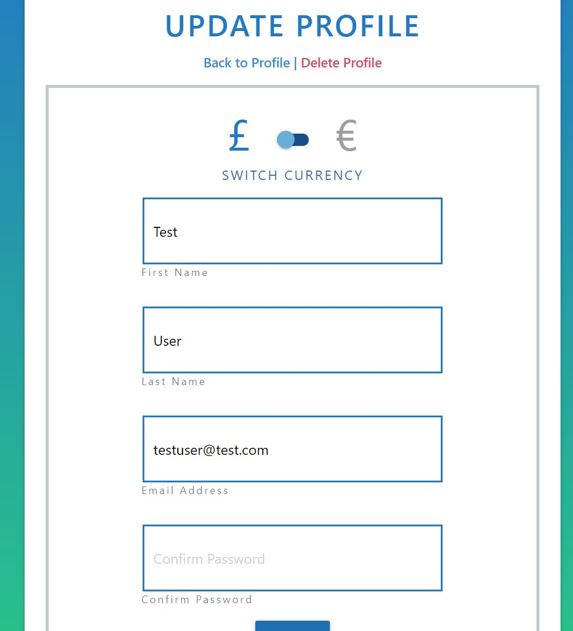 UPDATE PROFILE
Back to Profile | Delete Profile
£ €
SWITCH CURRENCY
Test
First Name
User
Last Name
testuser@test.com
Email Address
Confirm Password
Confirm Password